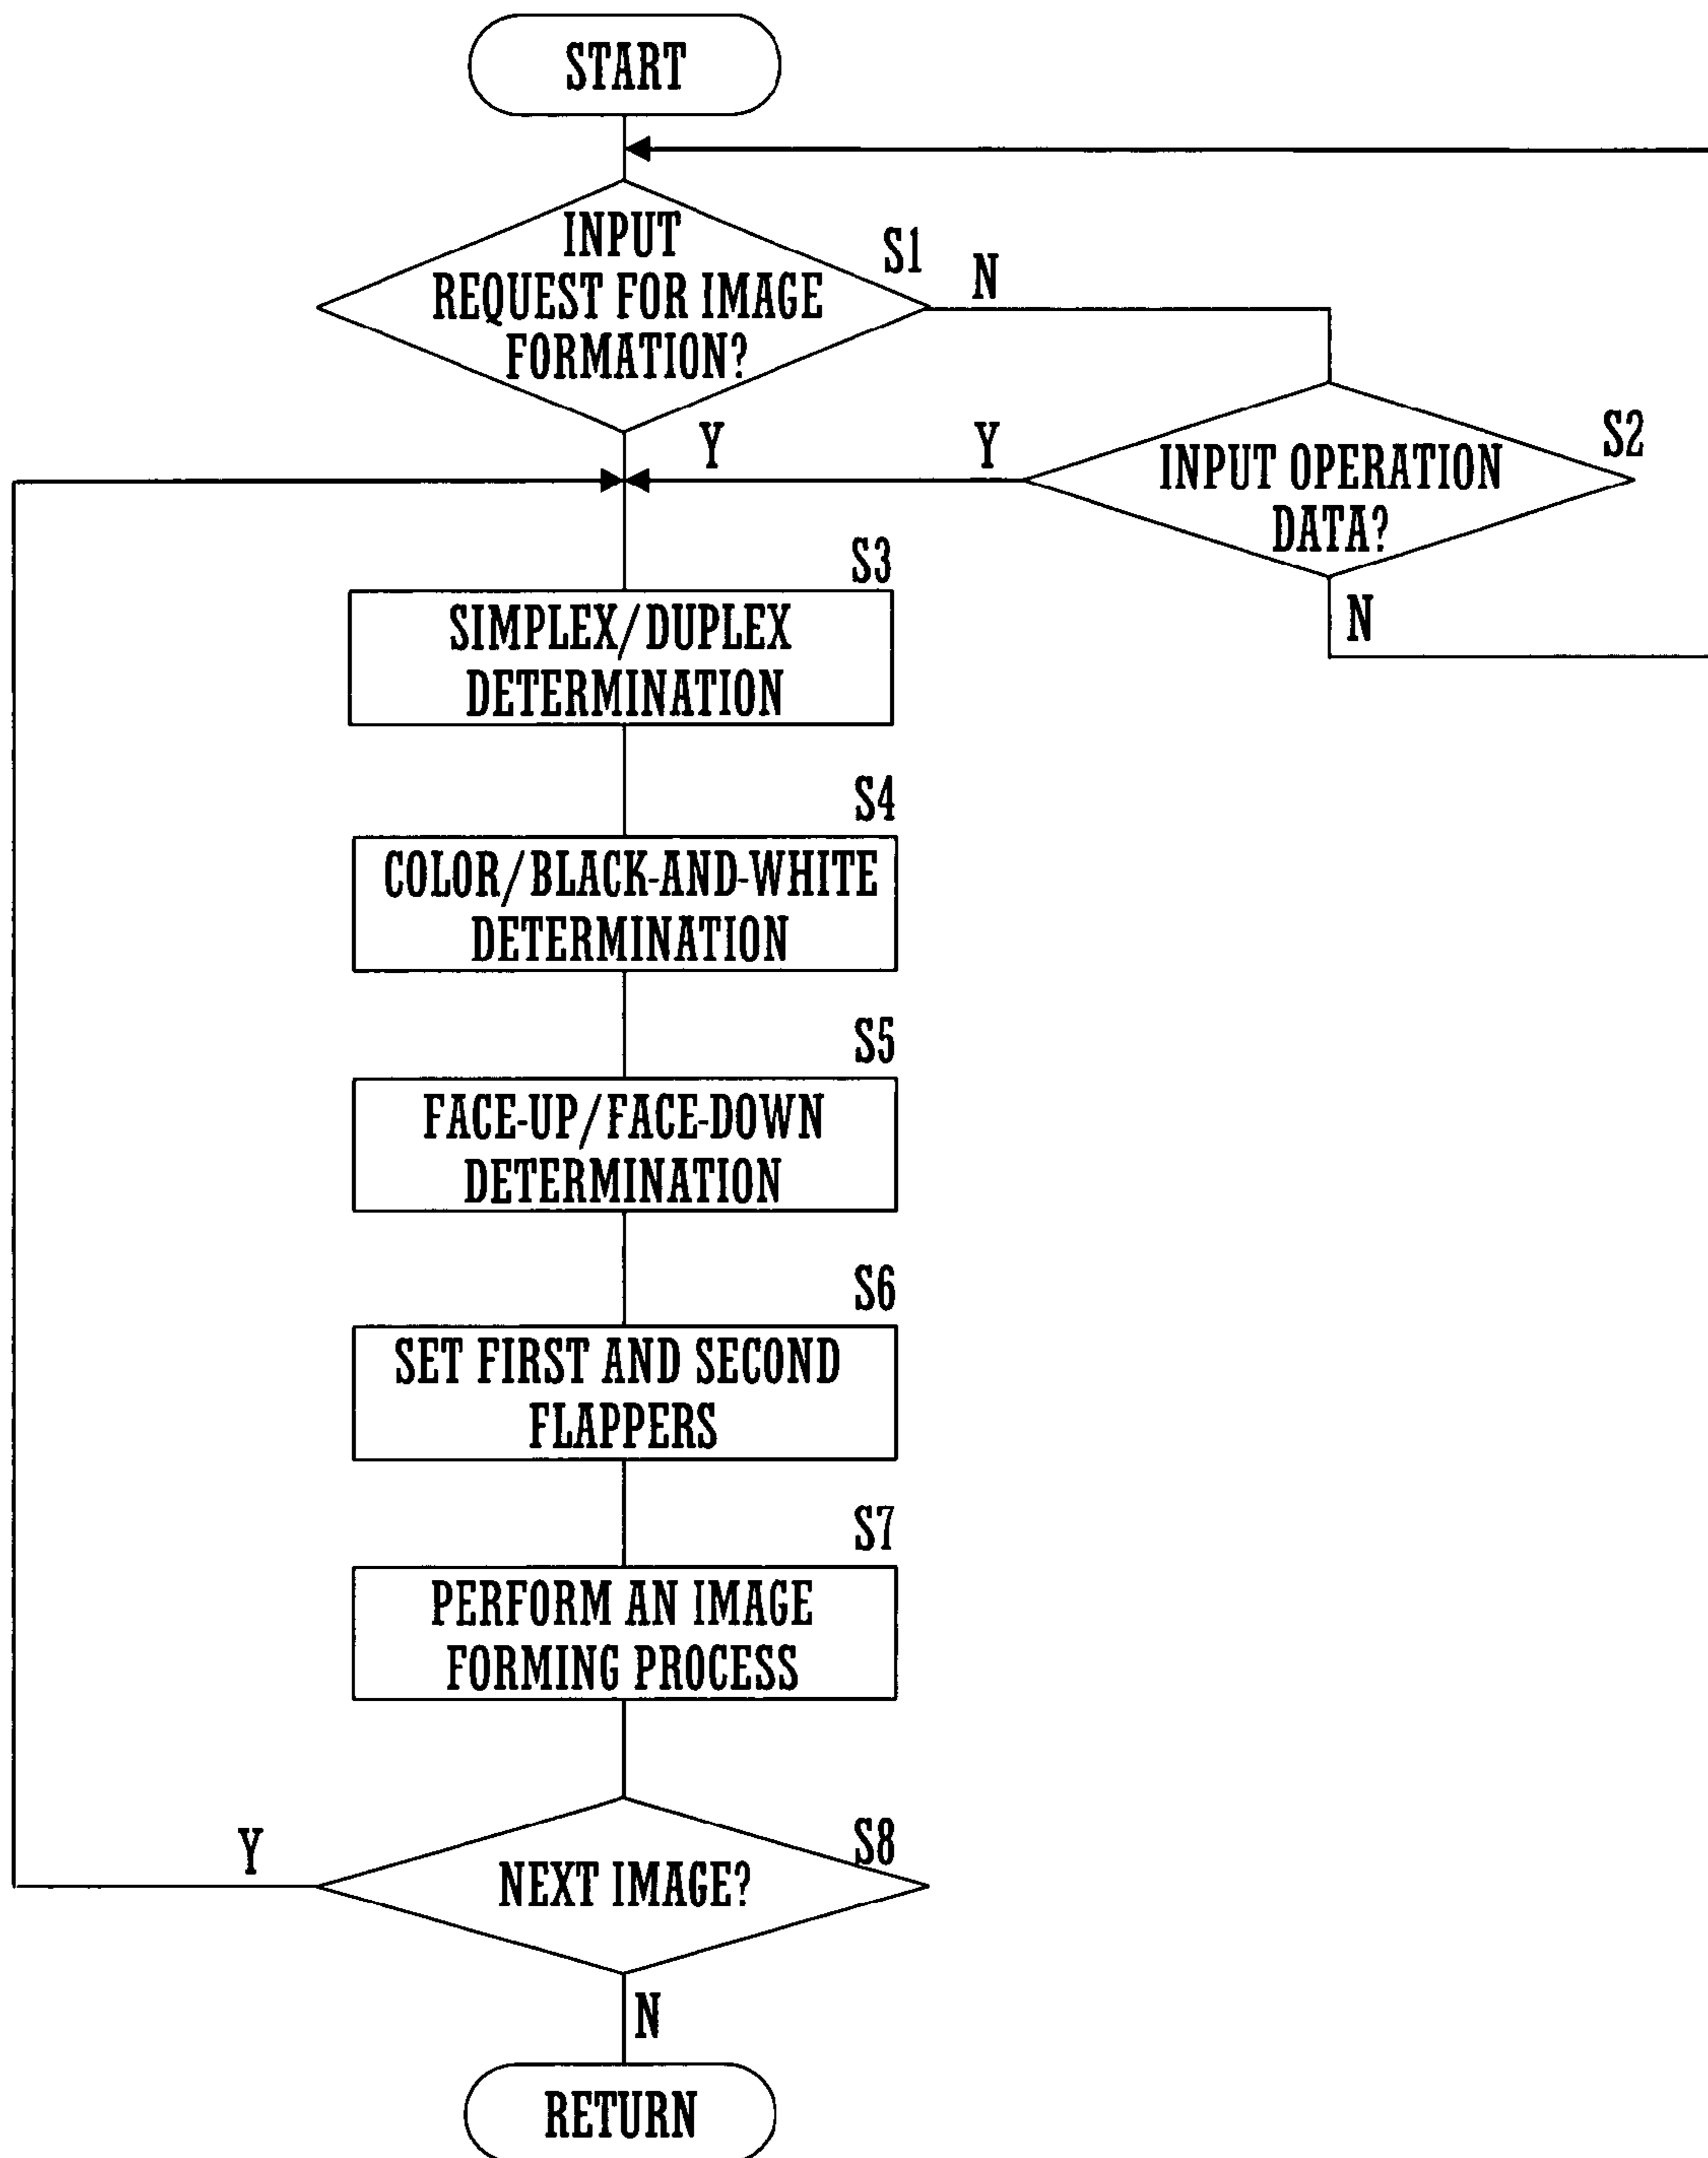 START
INPUT
REQUEST FOR IMAGE
FORMATION?
S1
N
Y
Y
INPUT OPERATION
DATA?
S2
N
S3
SIMPLEX/DUPLEX
DETERMINATION
S4
COLOR/BLACK-AND-WHITE
DETERMINATION
S5
FACE-UP/FACE-DOWN
DETERMINATION
S6
SET FIRST AND SECOND
FLAPPERS
S7
PERFORM AN IMAGE
FORMING PROCESS
S8
Y
NEXT IMAGE?
N
RETURN